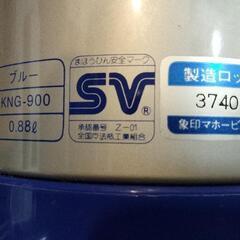 ブルー
KNG-900
0.88ℓ
まほうびん安全マーク
SV®
承認番号 Z-01
全国魔法瓶工業組合
製造ロッ
3740
象印マホービ